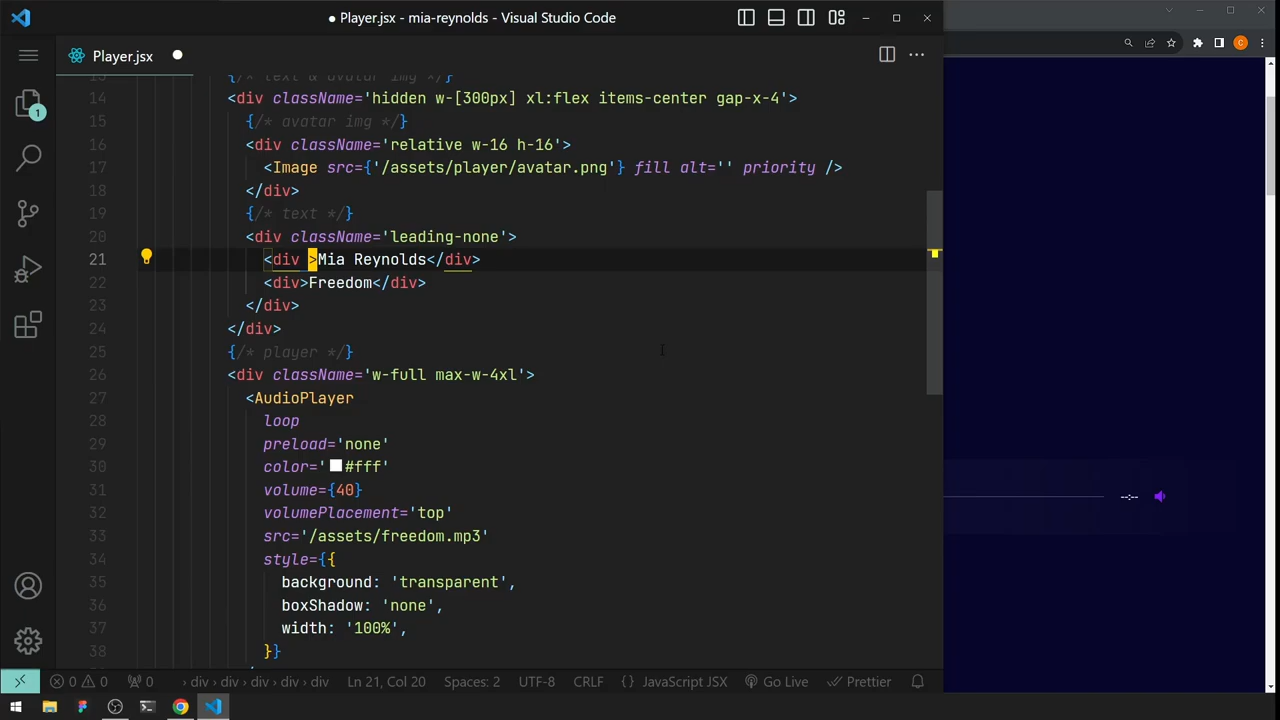 Player.jsx - mia-reynolds - Visual Studio Code
Player.jsx
13 {/* text & avatar img */}
14 <div className='hidden w-[300px] xl:flex items-center gap-x-4'>
15 {/* avatar img */}
16 <div className='relative w-16 h-16'>
17 <Image src={'/assets/player/avatar.png'} fill alt='' priority />
18 </div>
19 {/* text */}
20 <div className='leading-none'>
21 <div >Mia Reynolds</div>
22 <div>Freedom</div>
23 </div>
24 </div>
25 {/* player */}
26 <div className='w-full max-w-4xl'>
27 <AudioPlayer
28 loop
29 preload='none'
30 color='#fff'
31 volume={40}
32 volumePlacement='top'
33 src='/assets/freedom.mp3'
34 style={{
35 background: 'transparent',
36 boxShadow: 'none',
37 width: '100%',
38 }}
1
C
--:--
0 0 0 › div › div › div › div › div Ln 21, Col 20 Spaces: 2 UTF-8 CRLF {} JavaScript JSX Go Live Prettier